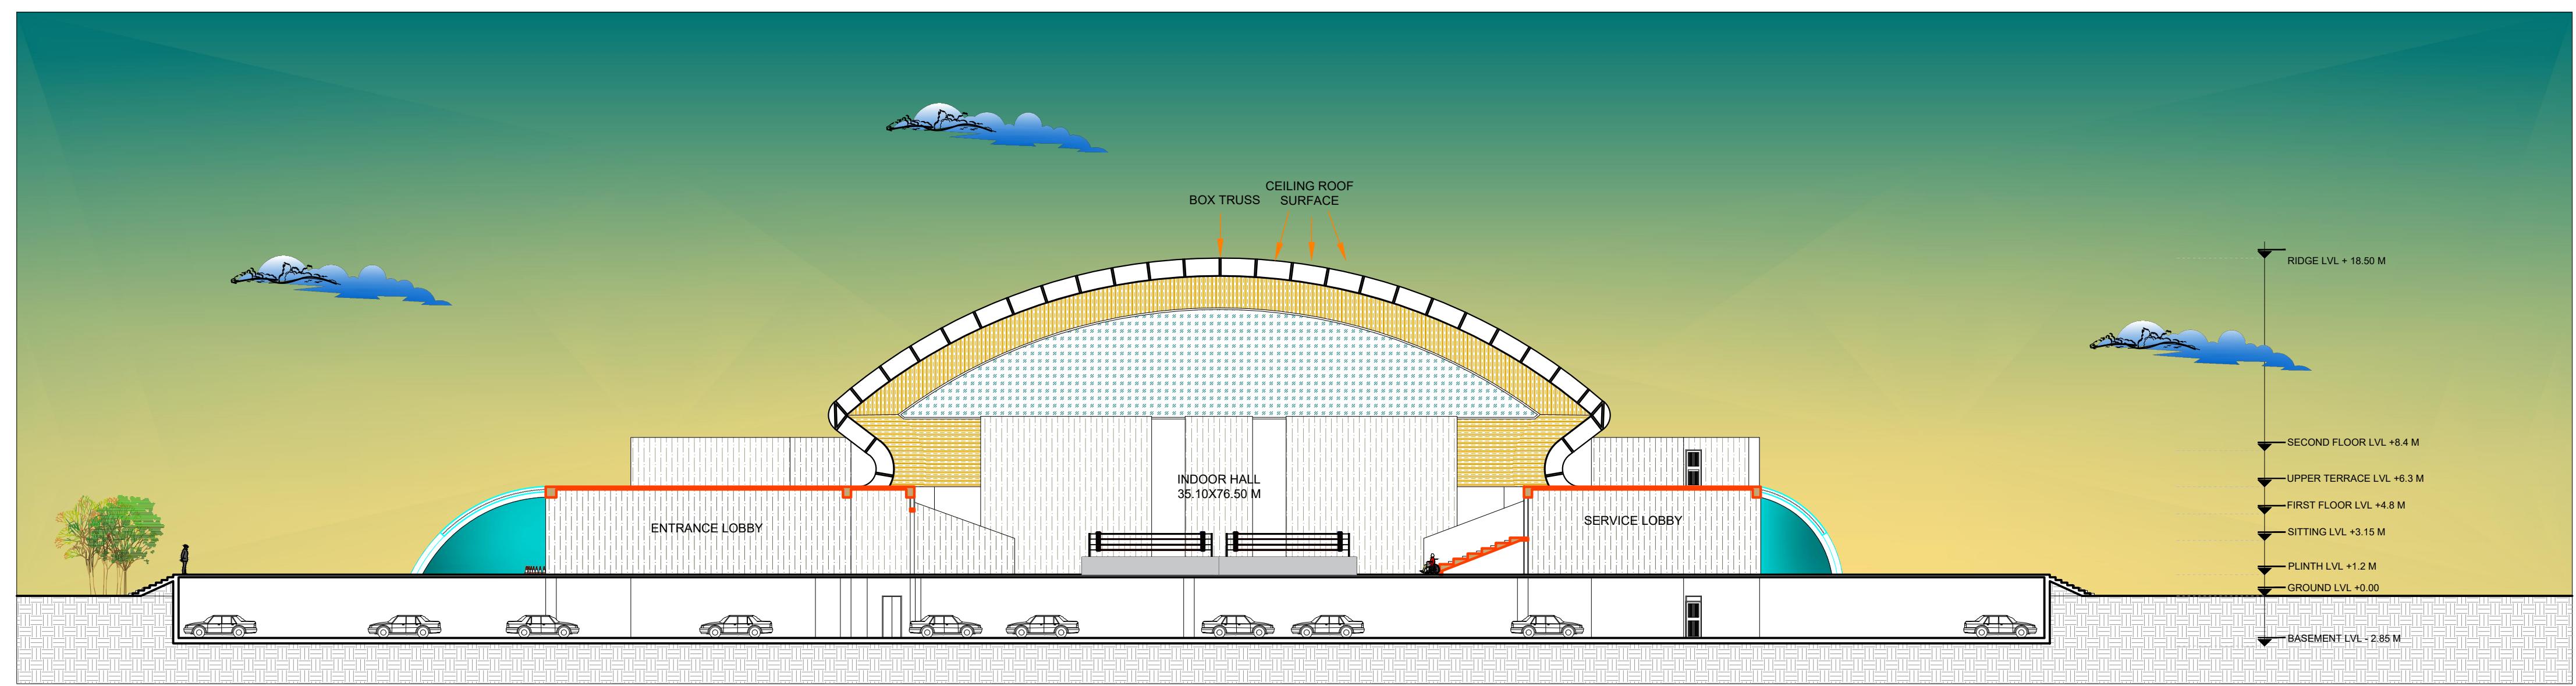 CEILING ROOF
BOX TRUSS SURFACE
RIDGE LVL + 18.50 M
SECOND FLOOR LVL +8.4 M
UPPER TERRACE LVL +6.3 M
INDOOR HALL
35.10X76.50 M
FIRST FLOOR LVL +4.8 M
ENTRANCE LOBBY
SERVICE LOBBY
SITTING LVL +3.15 M
PLINTH LVL +1.2 M
GROUND LVL +0.00
BASEMENT LVL - 2.85 M